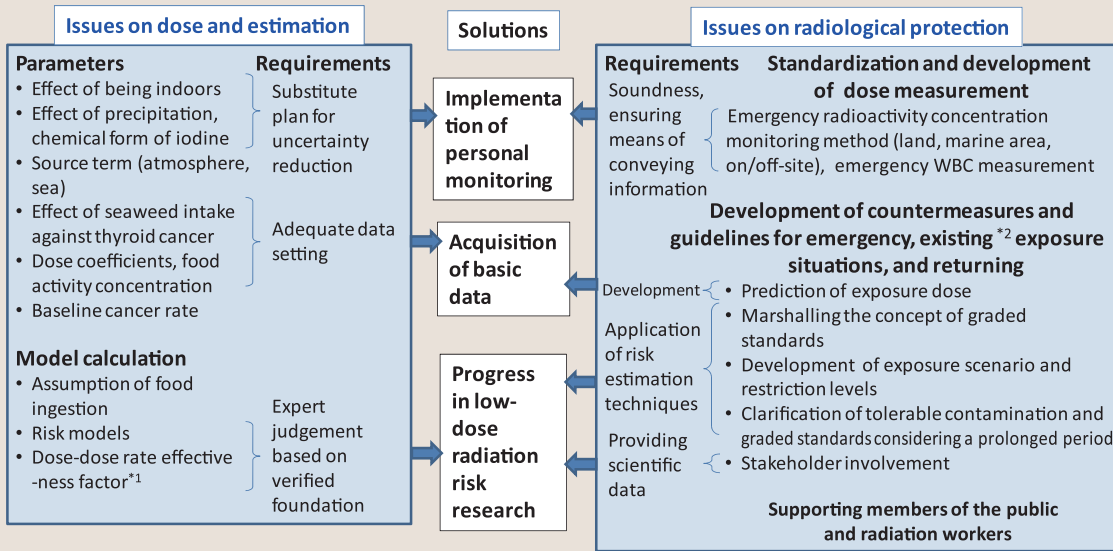 Issues on dose and estimation
Parameters
• Effect of being indoors
• Effect of precipitation,
chemical form of iodine
• Source term (atmosphere,
sea)
• Effect of seaweed intake
against thyroid cancer
• Dose coefficients, food
activity concentration
• Baseline cancer rate
Model calculation
• Assumption of food
ingestion
• Risk models
• Dose-dose rate effective
-ness factor*1
Requirements
Substitute
plan for
uncertainty
reduction
Adequate data
setting
Expert
judgement
based on
verified
foundation
Solutions
Implementa
tion of
personal
monitoring
Acquisition
of basic
data
Progress
in low-
dose
radiation
risk
research
Issues on radiological protection
Requirements
Soundness,
ensuring
means of
conveying
information
Development
Application
of risk
estimation
techniques
Providing
scientific
data
Standardization and development
of dose measurement
Emergency radioactivity concentration
monitoring method (land, marine area,
on/off-site), emergency WBC measurement
Development of countermeasures and
guidelines for emergency, existing *2 exposure
situations, and returning
• Prediction of exposure dose
• Marshalling the concept of graded
standards
• Development of exposure scenario and
restriction levels
• Clarification of tolerable contamination and
graded standards considering a prolonged period
• Stakeholder involvement
Supporting members of the public
and radiation workers